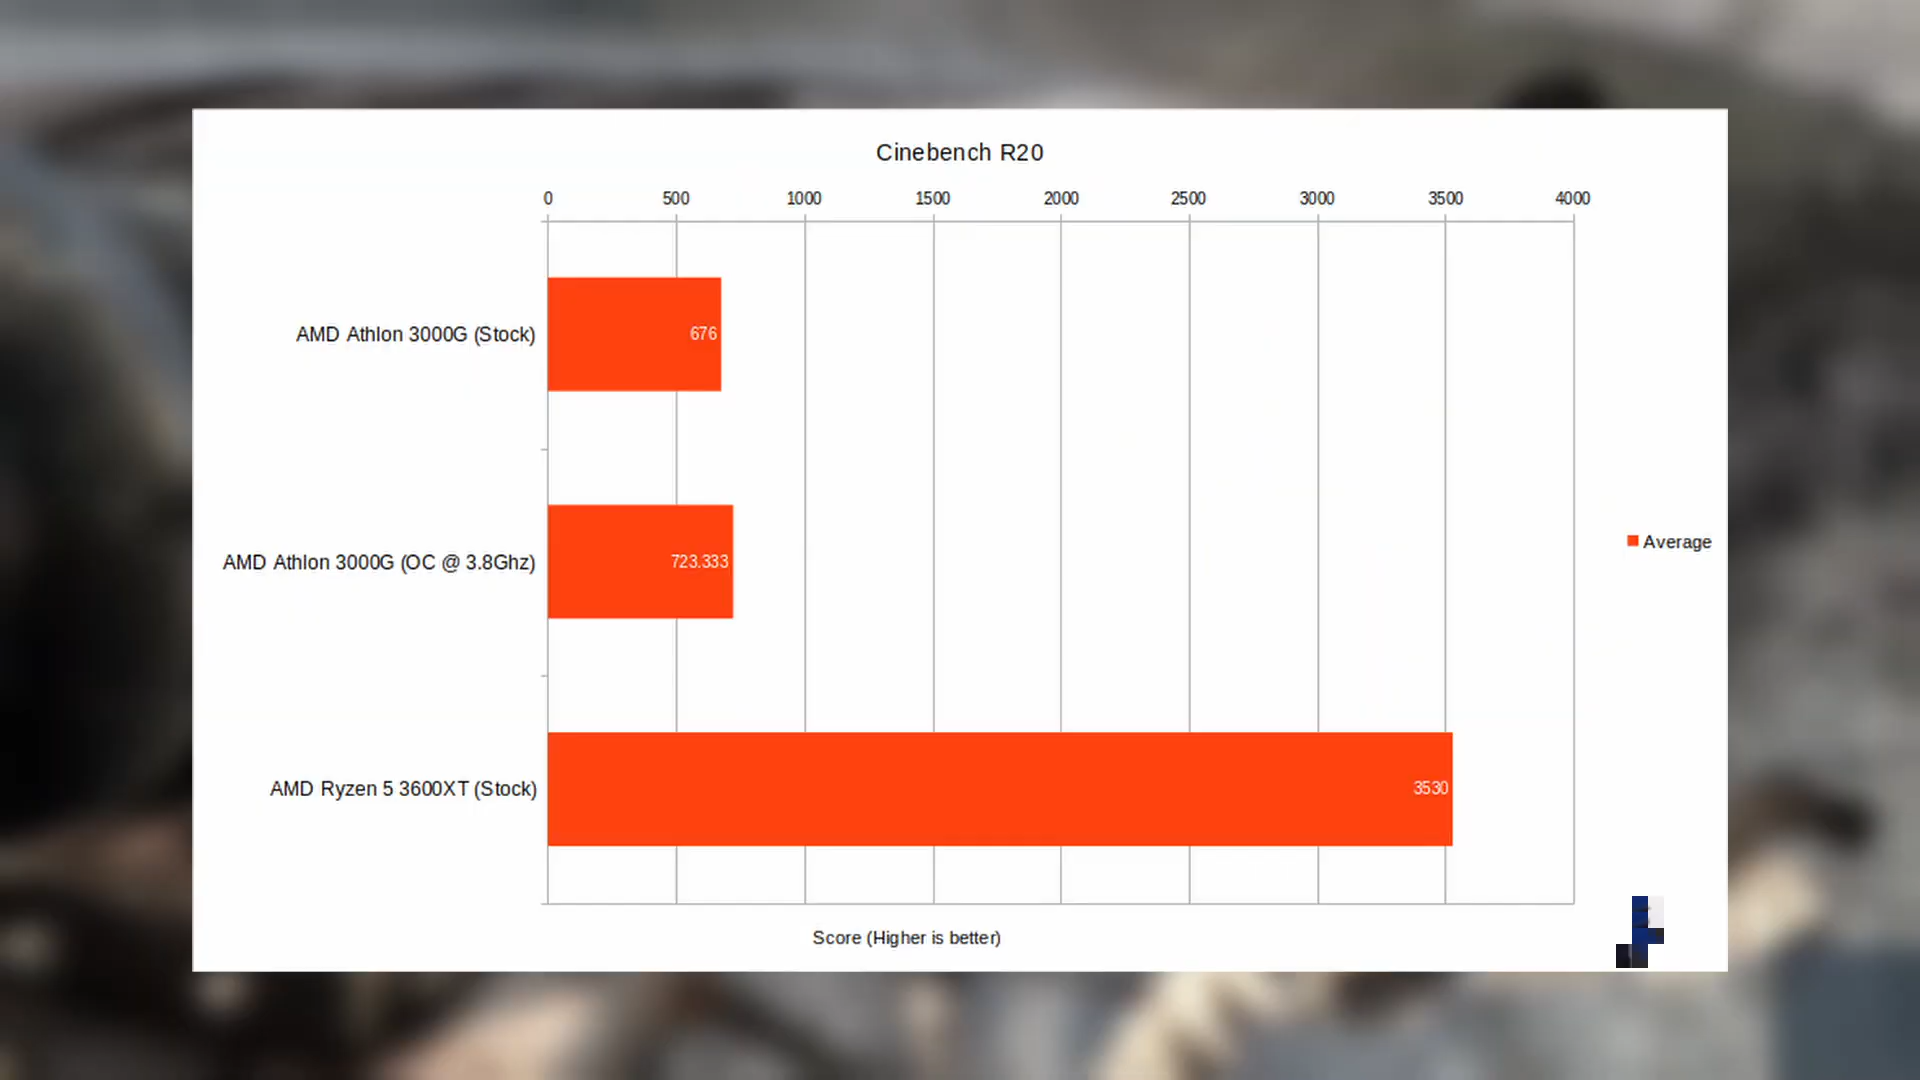 Cinebench R20
0 500 1000 1500 2000 2500 3000 3500 4000
AMD Athlon 3000G (Stock)
676
AMD Athlon 3000G (OC @ 3.8Ghz)
723.333
Average
AMD Ryzen 5 3600XT (Stock)
3530
Score (Higher is better)